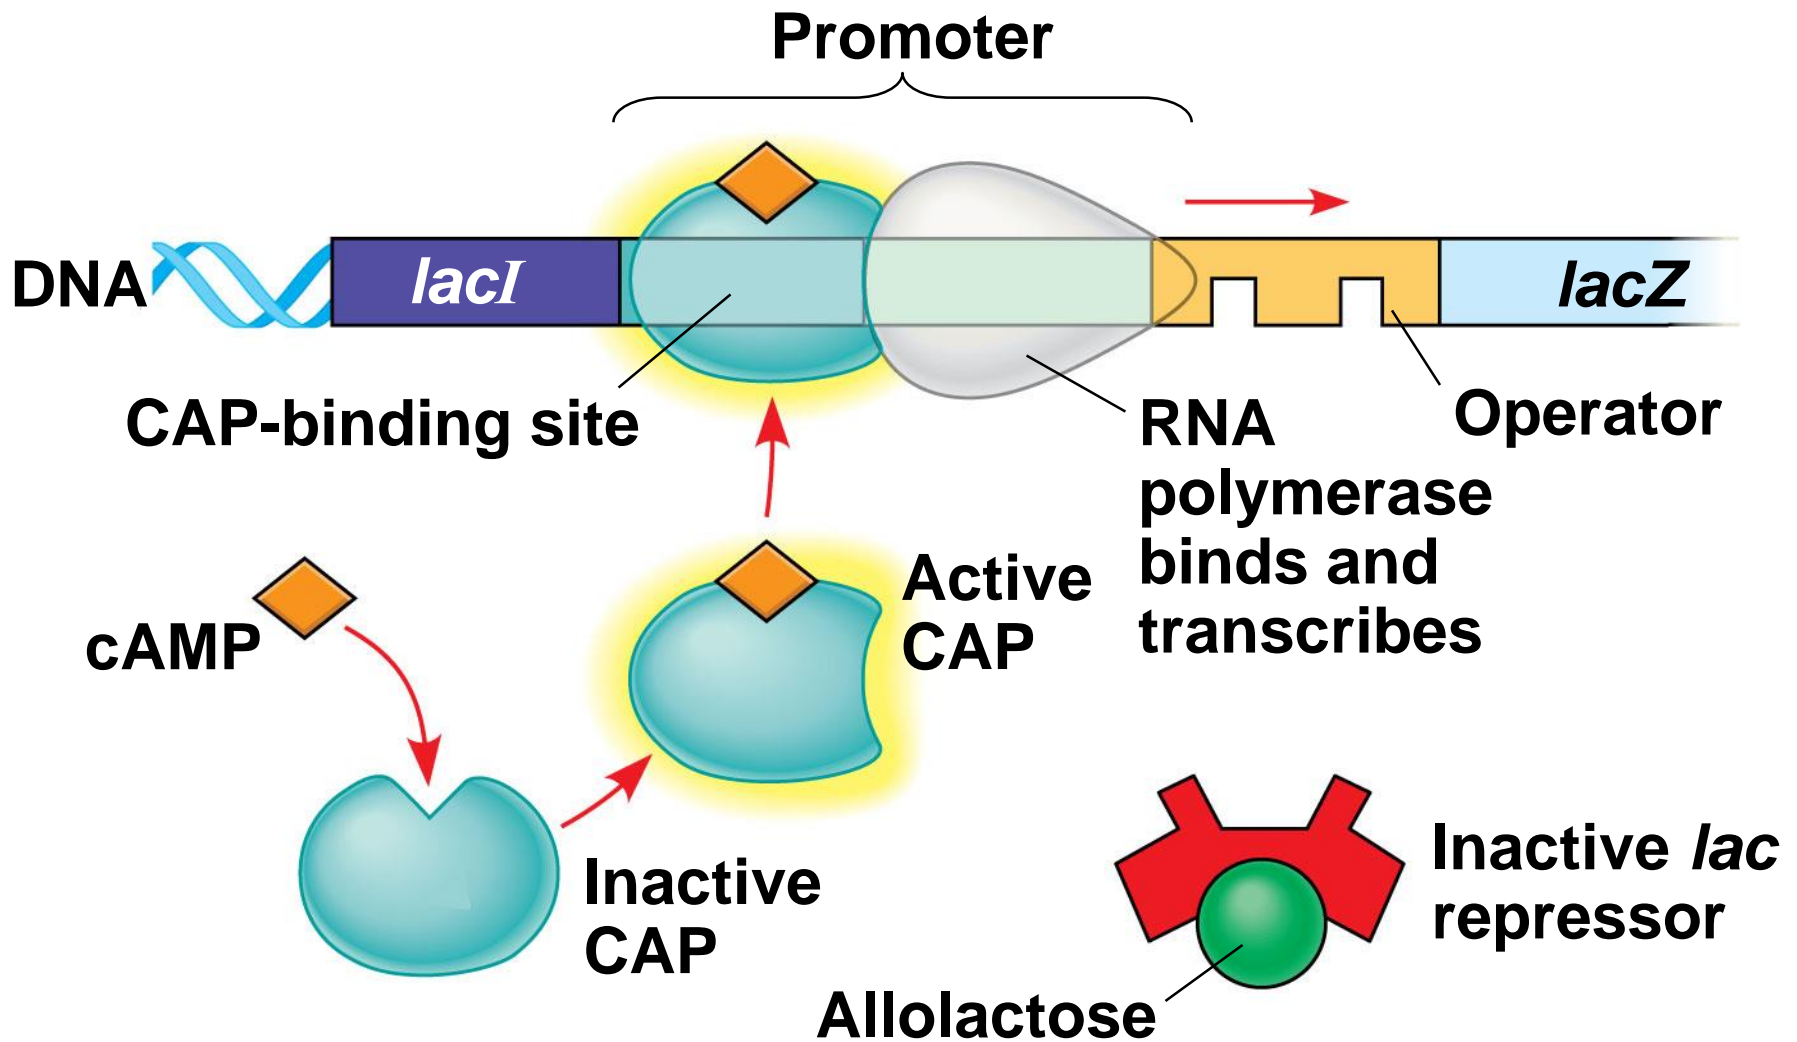 Promoter
DNA
lacI
lacZ
CAP-binding site
RNA
polymerase
binds and
transcribes
Operator
cAMP
Active
CAP
Inactive
CAP
Inactive lac
repressor
Allolactose